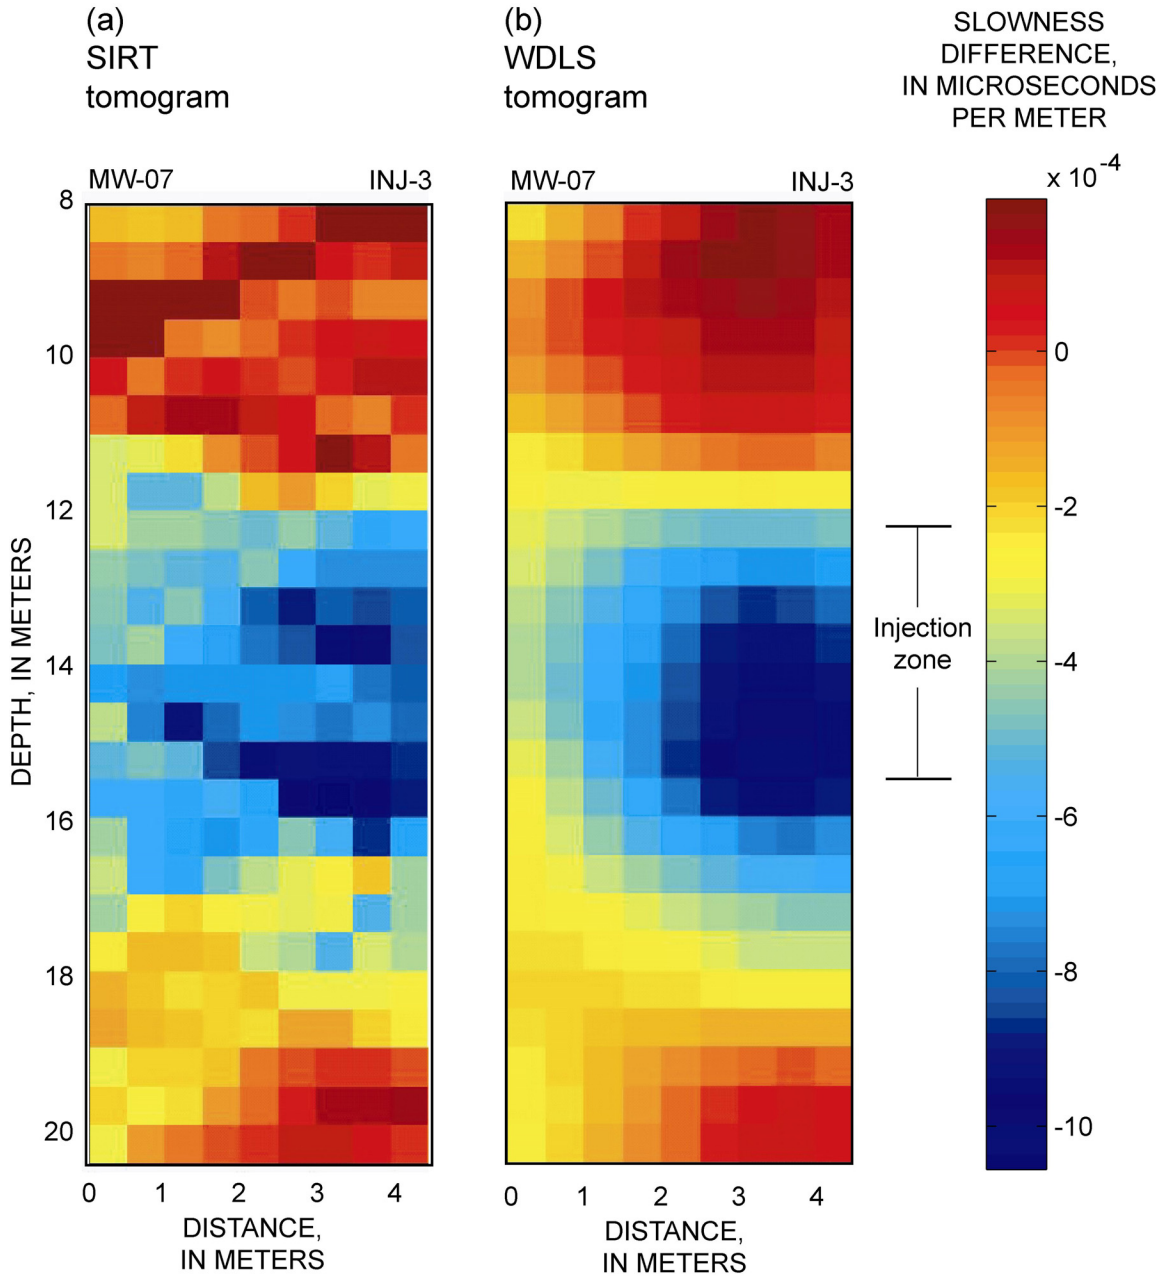 (a)
SIRT
tomogram
(b)
WDLS
tomogram
SLOWNESS
DIFFERENCE,
IN MICROSECONDS
PER METER
x 10-4
MW-07 INJ-3
MW-07 INJ-3
8
10
12
14
16
18
20
DEPTH, IN METERS
0 1 2 3 4
DISTANCE,
IN METERS
0 1 2 3 4
DISTANCE,
IN METERS
Injection
zone
0
-2
-4
-6
-8
-10